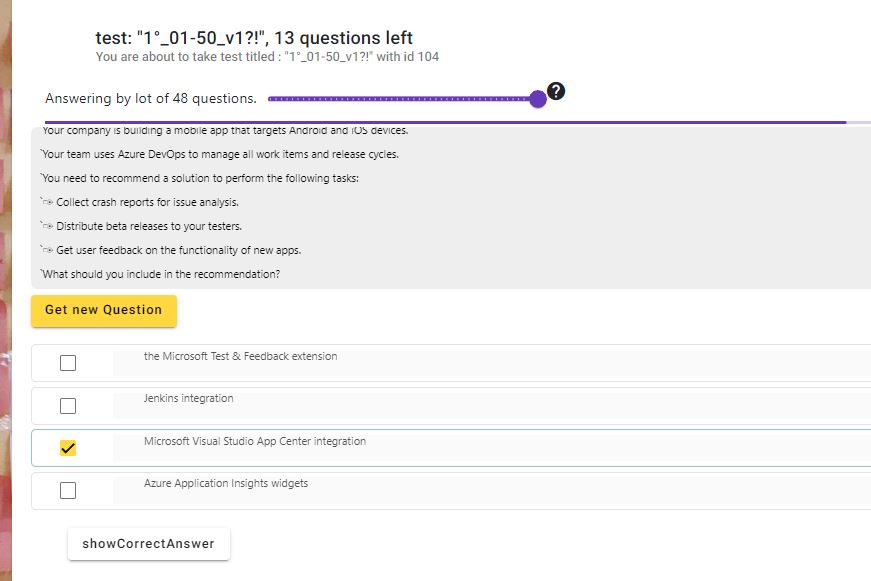 test: "1°_01-50_v1?!", 13 questions left
You are about to take test titled : "1°_01-50_v1?!" with id 104
Answering by lot of 48 questions.
?
Your company is building a mobile app that targets Android and iOS devices.
`Your team uses Azure DevOps to manage all work items and release cycles.
`You need to recommend a solution to perform the following tasks:
`➩ Collect crash reports for issue analysis.
`➩ Distribute beta releases to your testers.
`➩ Get user feedback on the functionality of new apps.
`What should you include in the recommendation?
Get new Question
the Microsoft Test & Feedback extension
Jenkins integration
Microsoft Visual Studio App Center integration
Azure Application Insights widgets
showCorrectAnswer